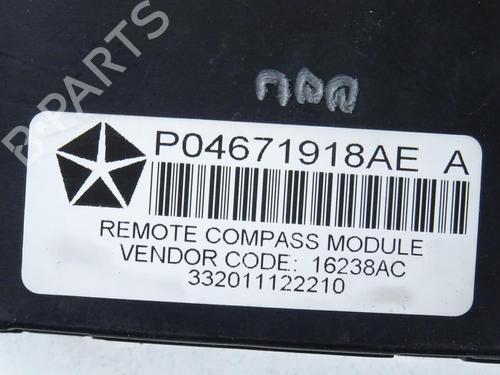 B-PARTS
P04671918AE A
REMOTE COMPASS MODULE
VENDOR CODE: 16238AC
332011122210